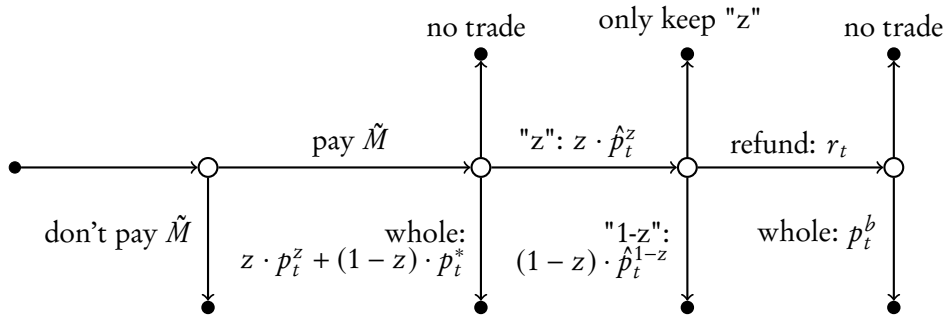 no trade
only keep "z"
no trade
pay M̃
"z": z · p̂_t^z
refund: r_t
don't pay M̃
whole:
z · p_t^z + (1 − z) · p_t^*
"1-z":
(1 − z) · p̂_t^{1−z}
whole: p_t^b